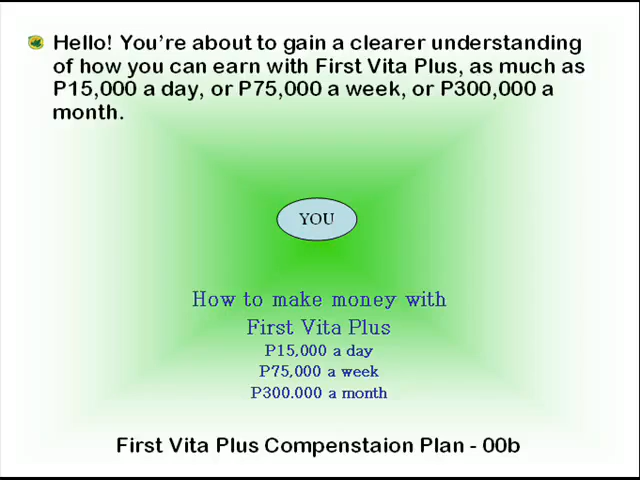 Hello! You're about to gain a clearer understanding
of how you can earn with First Vita Plus, as much as
P15,000 a day, or P75,000 a week, or P300,000 a
month.
YOU
How to make money with
First Vita Plus
P15,000 a day
P75,000 a week
P300.000 a month
First Vita Plus Compenstaion Plan - 00b